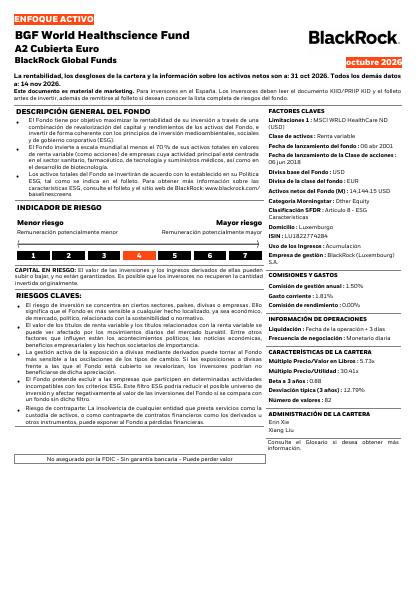 ENFOQUE ACTIVO
BGF World Healthscience Fund
A2 Cubierta Euro
BlackRock Global Funds
BlackRock.
octubre 2026
La rentabilidad, los desgloses de la cartera y la información sobre los activos netos son a: 31 oct 2026. Todos los demás datos
a: 14 nov 2026.
Este documento es material de marketing. Para inversores en España. Los inversores deben leer el documento KIID/PRIIP KID y el folleto
antes de invertir, además de remitirse al folleto si desean conocer la lista completa de riesgos del fondo.
DESCRIPCIÓN GENERAL DEL FONDO
• El Fondo tiene por objetivo maximizar la rentabilidad de su inversión a través de una
combinación de revalorización del capital y rendimientos de los activos del Fondo, e
invertir de forma coherente con los principios de inversión medioambientales, sociales
y de gobierno corporativo (ESG).
• El Fondo invierte a escala mundial al menos el 70 % de sus activos totales en valores
de renta variable (como acciones) de empresas cuya actividad principal esté centrada
en el sector sanitario, farmacéutico, de tecnología y suministros médicos, así como en
el desarrollo de biotecnología.
• Los activos totales del Fondo se invertirán de acuerdo con lo establecido en su Política
ESG, tal como se indica en el folleto. Para obtener más información sobre las
características ESG, consulte el folleto y el sitio web de BlackRock: www.blackrock.com/
baselinescreens
INDICADOR DE RIESGO
Menor riesgo Mayor riesgo
Remuneración potencialmente menor Remuneración potencialmente mayor
1 2 3 4 5 6 7
CAPITAL EN RIESGO: El valor de las inversiones y los ingresos derivados de ellas pueden
subir o bajar, y no están garantizados. Es posible que los inversores no recuperen la cantidad
invertida originalmente.
RIESGOS CLAVES:
• El riesgo de inversión se concentra en ciertos sectores, países, divisas o empresas. Ello
significa que el Fondo es más sensible a cualquier hecho localizado, ya sea económico,
de mercado, político, relacionado con la sostenibilidad o normativo.
• El valor de los títulos de renta variable y los títulos relacionados con la renta variable se
puede ver afectado por los movimientos diarios del mercado bursátil. Entre otros
factores que influyen están los acontecimientos políticos, las noticias económicas,
beneficios empresariales y los hechos societarios de importancia.
• La gestión activa de la exposición a divisas mediante derivados puede tornar al Fondo
más sensible a las oscilaciones de los tipos de cambio. Si las exposiciones a divisas
frente a las que el Fondo está cubierto se revalorizan, los inversores podrían no
beneficiarse de dicha apreciación.
• El Fondo pretende excluir a las empresas que participen en determinadas actividades
incompatibles con los criterios ESG. Este filtro ESG podría reducir el posible universo de
inversión y afectar negativamente al valor de las inversiones del Fondo si se compara con
un fondo sin dicho filtro.
• Riesgo de contraparte: La insolvencia de cualquier entidad que presta servicios como la
custodia de activos, o como contraparte de contratos financieros como los derivados u
otros instrumentos, puede exponer al Fondo a pérdidas financieras.
No asegurado por la FDIC - Sin garantía bancaria - Puede perder valor
FACTORES CLAVES
Limitaciones 1 : MSCI WRLD HealthCare ND
(USD)
Clase de activos : Renta variable
Fecha de lanzamiento del fondo : 06 abr 2001
Fecha de lanzamiento de la Clase de acciones :
06 jun 2018
Divisa base del Fondo : USD
Divisa de la clase del fondo : EUR
Activos netos del Fondo (M) : 14,144.15 USD
Categoría Morningstar : Other Equity
Clasificación SFDR : Artículo 8 - ESG
Características
Domicilio : Luxemburgo
ISIN : LU1822774284
Uso de los Ingresos : Acumulación
Empresa de gestión : BlackRock (Luxembourg)
S.A.
COMISIONES Y GASTOS
Comisión de gestión anual : 1.50%
Gasto corriente : 1.81%
Comisión de rendimiento : 0.00%
INFORMACIÓN DE OPERACIONES
Liquidación : Fecha de la operación + 3 días
Frecuencia de negociación : Monetario diaria
CARACTERÍSTICAS DE LA CARTERA
Múltiplo Precio/Valor en Libros : 5.73x
Múltiplo Precio/Utilidad : 30.41x
Beta a 3 años : 0.88
Desviación típica (3 años) : 12.79%
Número de valores : 82
ADMINISTRACIÓN DE LA CARTERA
Erin Xie
Xiang Liu
Consulte el Glosario si desea obtener más
información.